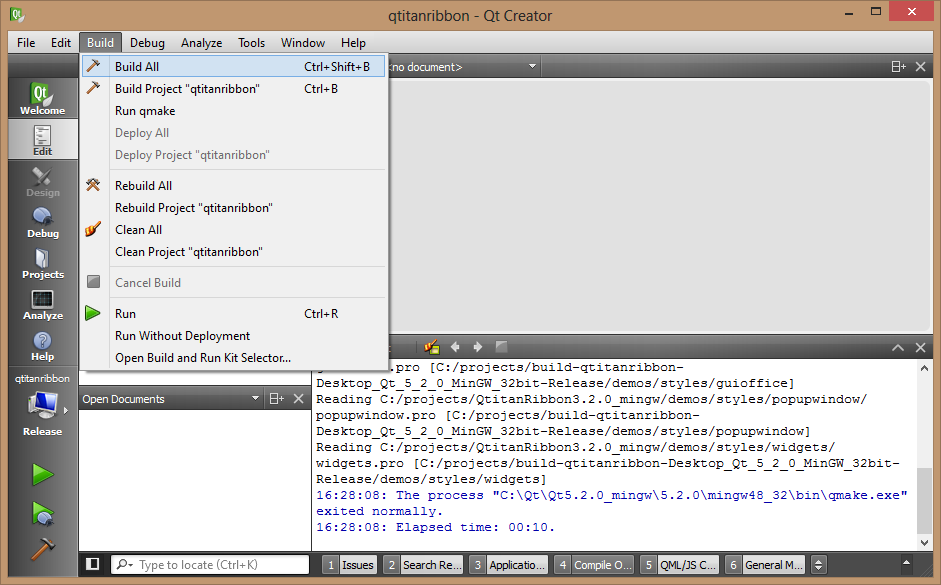 qtitanribbon - Qt Creator
File Edit Build Debug Analyze Tools Window Help
Build All Ctrl+Shift+B
Build Project "qtitanribbon" Ctrl+B
Run qmake
Deploy All
Deploy Project "qtitanribbon"
Rebuild All
Rebuild Project "qtitanribbon"
Clean All
Clean Project "qtitanribbon"
Cancel Build
Run Ctrl+R
Run Without Deployment
Open Build and Run Kit Selector...
no document>
Qt
Welcome
Edit
Design
Debug
Projects
Analyze
Help
qtitanribbon
Release
Open Documents
.pro [C:/projects/build-qtitanribbon-
Desktop_Qt_5_2_0_MinGW_32bit-Release/demos/styles/guioffice]
Reading C:/projects/QtitanRibbon3.2.0_mingw/demos/styles/popupwindow/
popupwindow.pro [C:/projects/build-qtitanribbon-
Desktop_Qt_5_2_0_MinGW_32bit-Release/demos/styles/popupwindow]
Reading C:/projects/QtitanRibbon3.2.0_mingw/demos/styles/widgets/
widgets.pro [C:/projects/build-qtitanribbon-Desktop_Qt_5_2_0_MinGW_32bit-
Release/demos/styles/widgets]
16:28:08: The process "C:\Qt\Qt5.2.0_mingw\5.2.0\mingw48_32\bin\qmake.exe"
exited normally.
16:28:08: Elapsed time: 00:10.
Type to locate (Ctrl+K)
1 Issues 2 Search Re... 3 Applicatio... 4 Compile O... 5 QML/JS C... 6 General M...